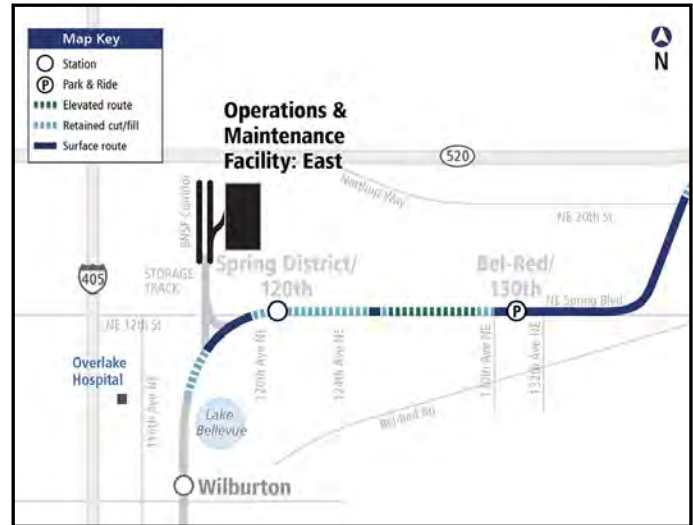 Map Key
Station
P Park & Ride
Elevated route
Retained cut/fill
Surface route
N
Operations &
Maintenance
Facility: East
520
Northup Way
NE 20th St
BNSF Corridor
405
STORAGE
TRACK
Spring District/
120th
Bel-Red/
130th
NE Spring Blvd
P
NE 12th St
120th Ave NE
124th Ave NE
130th Ave NE
132th Ave NE
Overlake
Hospital
116th Ave NE
Lake
Bellevue
Bel-Red Rd
Wilburton